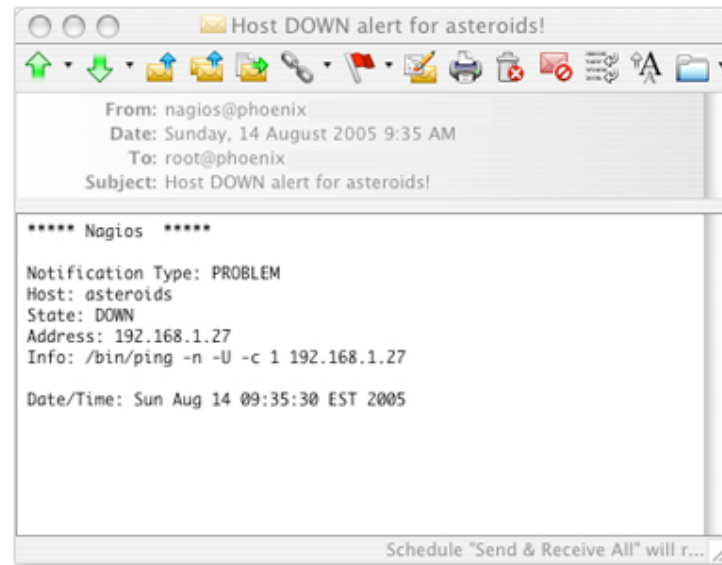 Host DOWN alert for asteroids!
From: nagios@phoenix
Date: Sunday, 14 August 2005 9:35 AM
To: root@phoenix
Subject: Host DOWN alert for asteroids!
***** Nagios *****
Notification Type: PROBLEM
Host: asteroids
State: DOWN
Address: 192.168.1.27
Info: /bin/ping -n -U -c 1 192.168.1.27
Date/Time: Sun Aug 14 09:35:30 EST 2005
Schedule "Send & Receive All" will r...